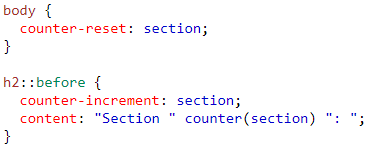 body {
  counter-reset: section;
}

h2::before {
  counter-increment: section;
  content: "Section " counter(section) ": ";
}